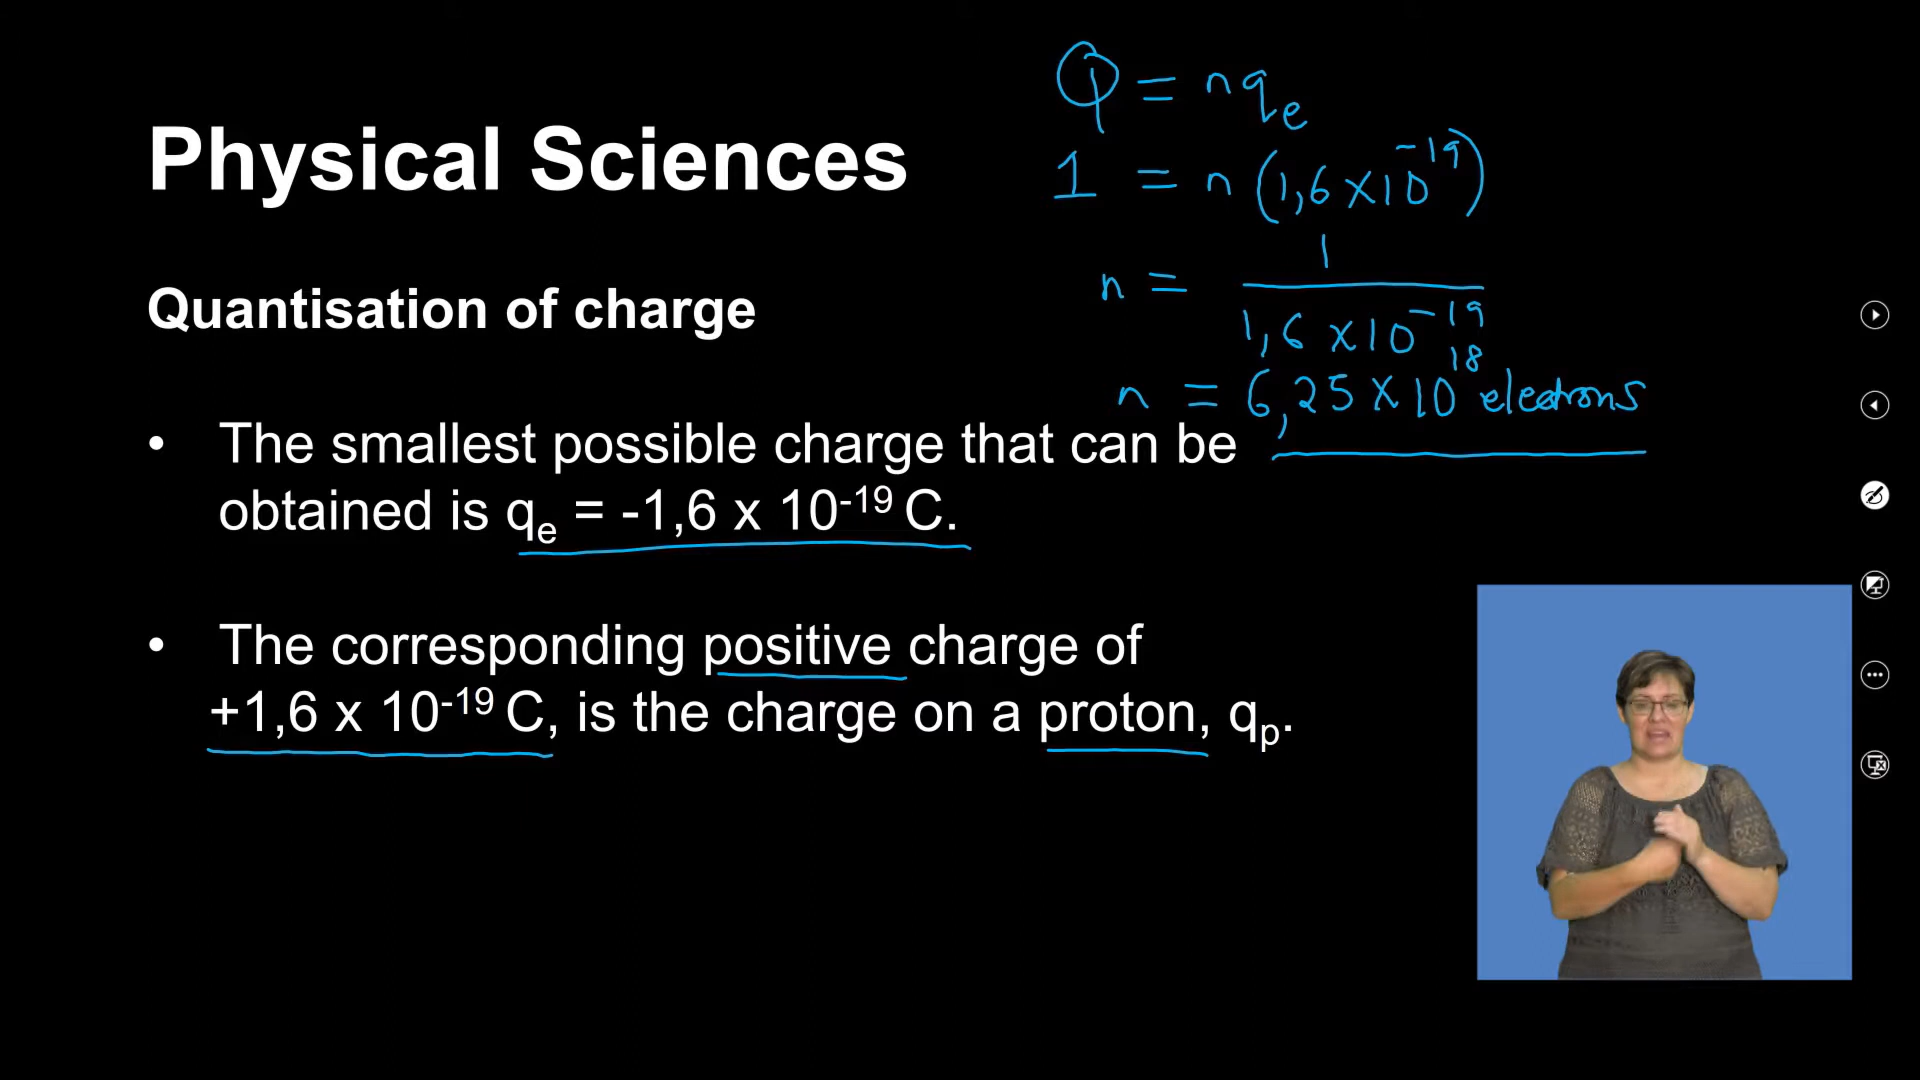 Physical Sciences
Quantisation of charge
• The smallest possible charge that can be
obtained is qₑ = -1,6 x 10⁻¹⁹ C.
• The corresponding positive charge of
+1,6 x 10⁻¹⁹ C, is the charge on a proton, qₚ.
Q = nqₑ
1 = n (1,6 x 10⁻¹⁹)
n = 1 / 1,6 x 10⁻¹⁹
n = 6,25 x 10¹⁸ electrons